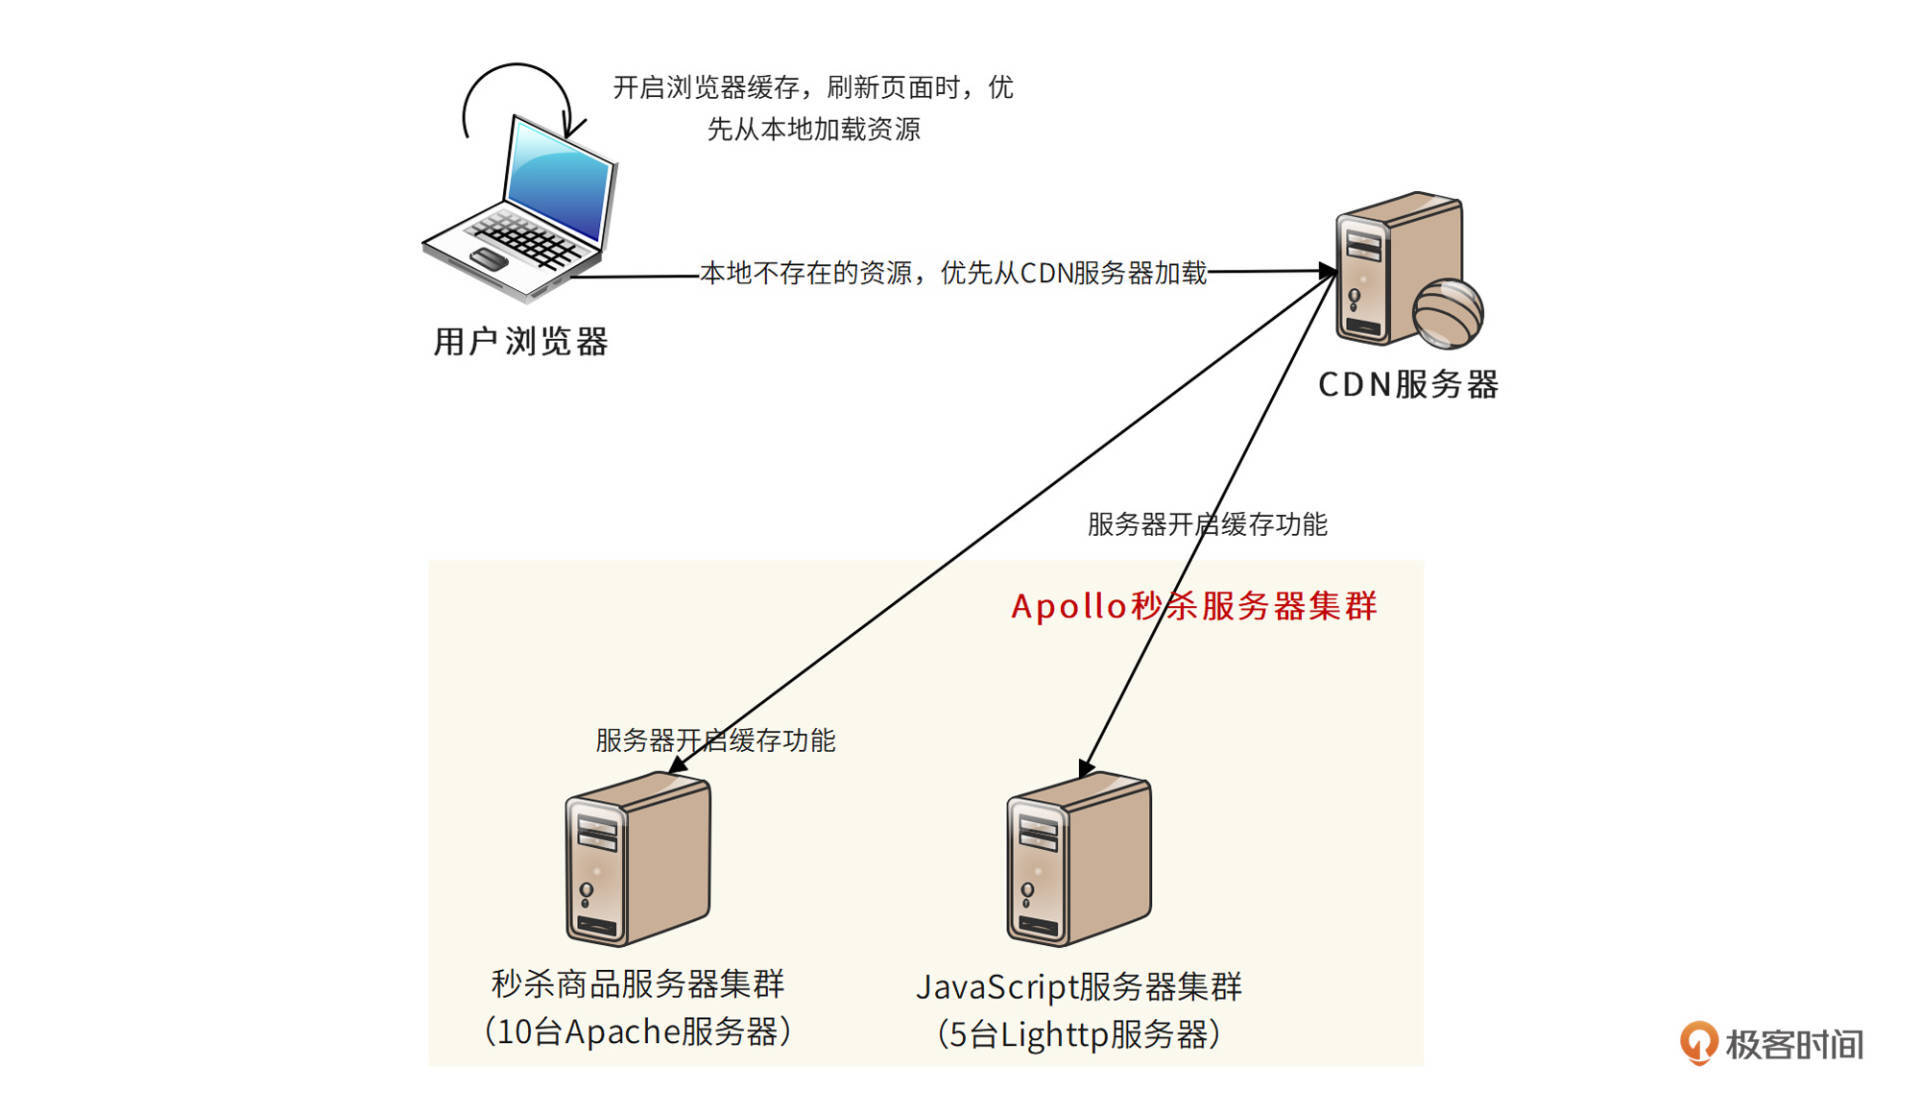 开启浏览器缓存，刷新页面时，优
先从本地加载资源
本地不存在的资源，优先从CDN服务器加载
用户浏览器
CDN服务器
服务器开启缓存功能
Apollo秒杀服务器集群
服务器开启缓存功能
秒杀商品服务器集群
（10台Apache服务器）
JavaScript服务器集群
（5台Lighttp服务器）
极客时间